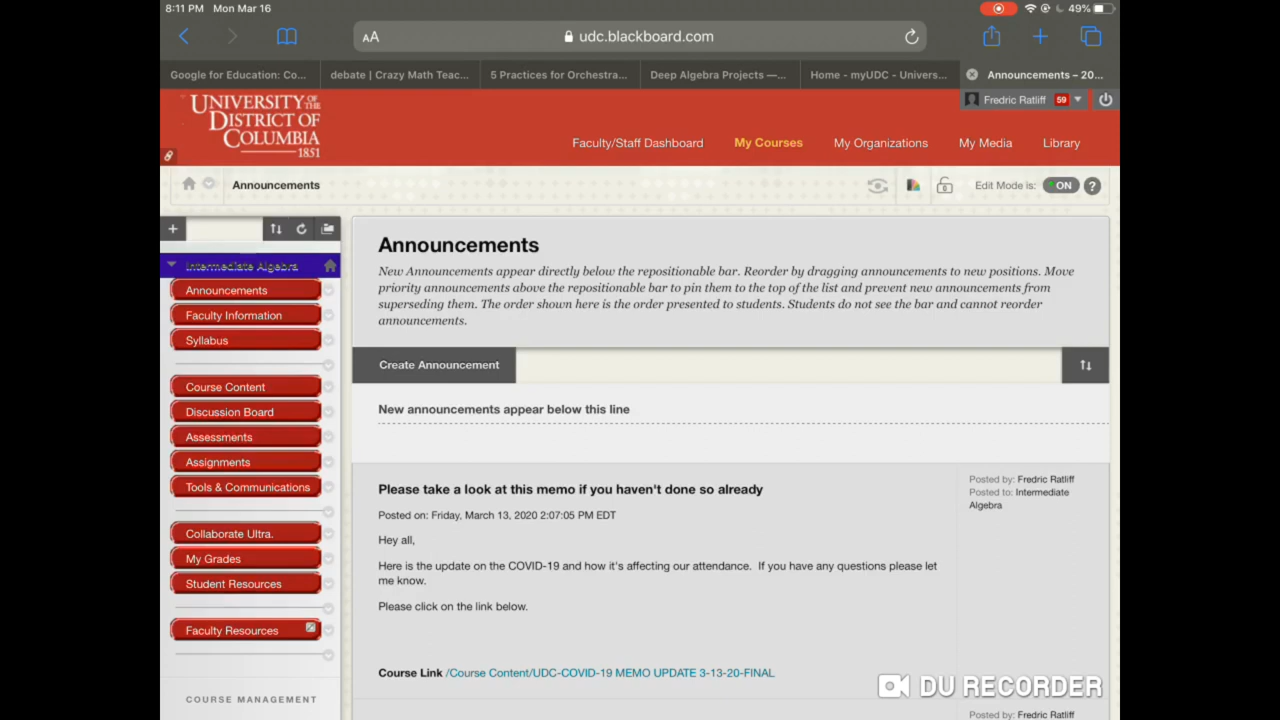 8:11 PM Mon Mar 16
49%
AA
udc.blackboard.com
Google for Education: Co...
debate | Crazy Math Teac...
5 Practices for Orchestra...
Deep Algebra Projects —...
Home - myUDC - Univers...
Announcements – 20...
UNIVERSITY OF THE
DISTRICT OF
COLUMBIA
1851
Fredric Ratliff 59
Faculty/Staff Dashboard
My Courses
My Organizations
My Media
Library
Announcements
Edit Mode is: ON ?
Intermediate Algebra
Announcements
Faculty Information
Syllabus
Course Content
Discussion Board
Assessments
Assignments
Tools & Communications
Collaborate Ultra.
My Grades
Student Resources
Faculty Resources
COURSE MANAGEMENT
Announcements
New Announcements appear directly below the repositionable bar. Reorder by dragging announcements to new positions. Move
priority announcements above the repositionable bar to pin them to the top of the list and prevent new announcements from
superseding them. The order shown here is the order presented to students. Students do not see the bar and cannot reorder
announcements.
Create Announcement
New announcements appear below this line
Please take a look at this memo if you haven't done so already
Posted on: Friday, March 13, 2020 2:07:05 PM EDT
Hey all,
Here is the update on the COVID-19 and how it's affecting our attendance. If you have any questions please let
me know.
Please click on the link below.
Course Link /Course Content/UDC-COVID-19 MEMO UPDATE 3-13-20-FINAL
Posted by: Fredric Ratliff
Posted to: Intermediate
Algebra
DU RECORDER
Posted by: Fredric Ratliff